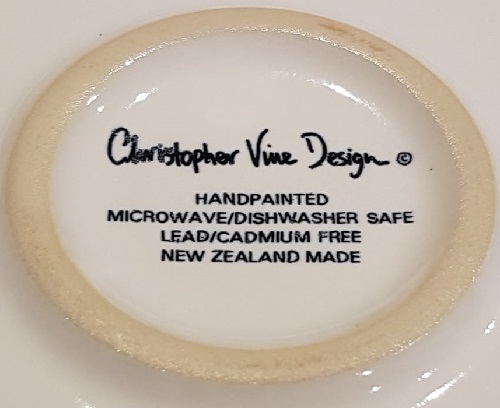 Christopher Vine Design ©
HANDPAINTED
MICROWAVE/DISHWASHER SAFE
LEAD/CADMIUM FREE
NEW ZEALAND MADE